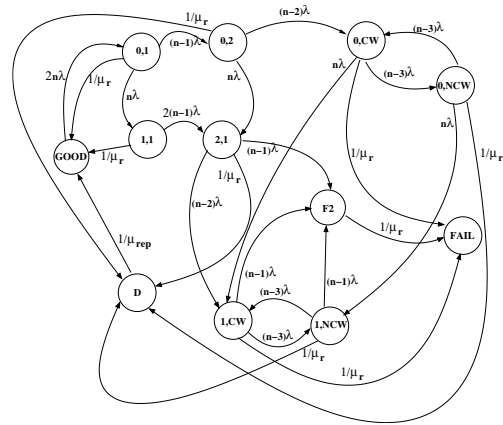 1/μr
(n−2)λ
(n−1)λ
0,1
0,2
0,CW
(n−3)λ
2nλ
1/μr
nλ
nλ
(n−3)λ
0,NCW
nλ
2(n−1)λ
nλ
1,1
2,1
GOOD
1/μr
(n−1)λ
1/μr
1/μr
1/μr
(n−2)λ
F2
1/μr
FAIL
1/μrep
(n−1)λ
(n−1)λ
D
(n−3)λ
1,CW
1,NCW
(n−3)λ
1/μr
1/μr